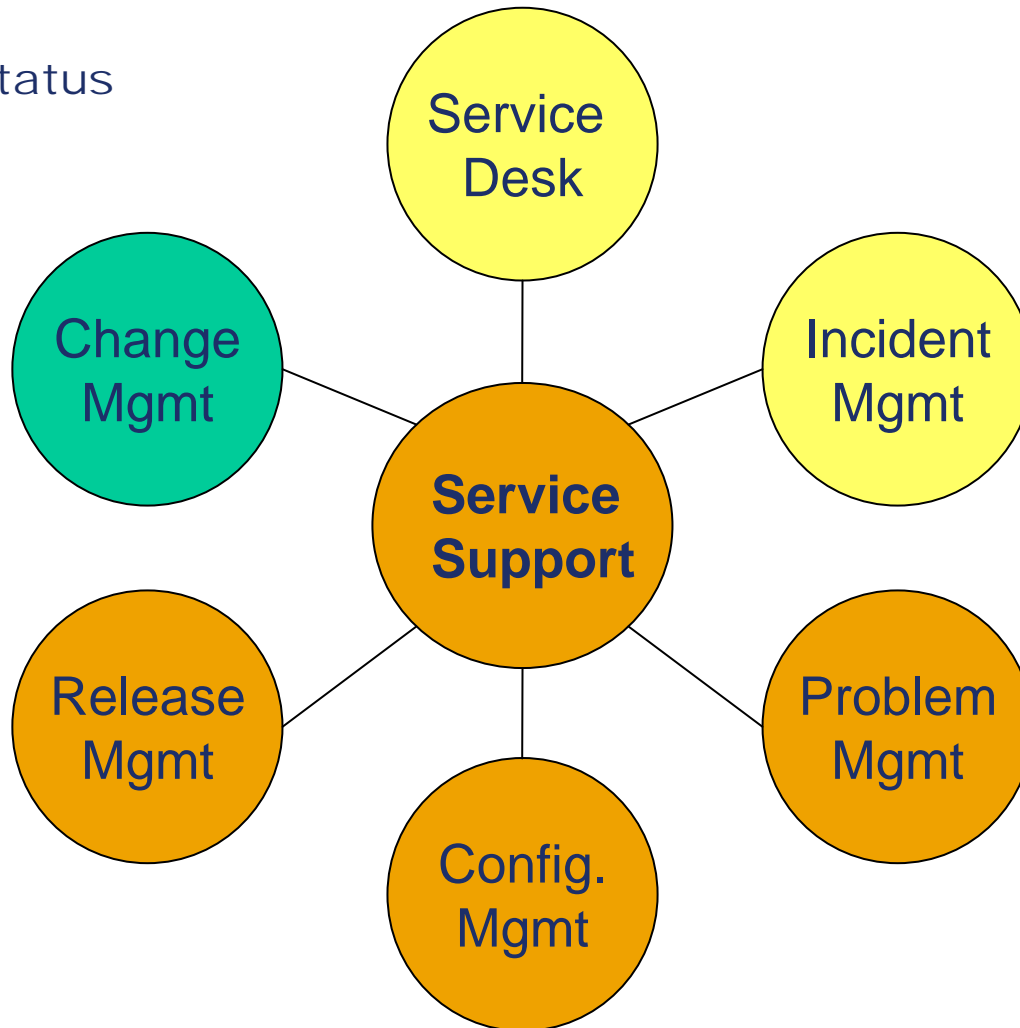 tatus
Service
Desk
Change
Mgmt
Incident
Mgmt
Service
Support
Release
Mgmt
Problem
Mgmt
Config.
Mgmt